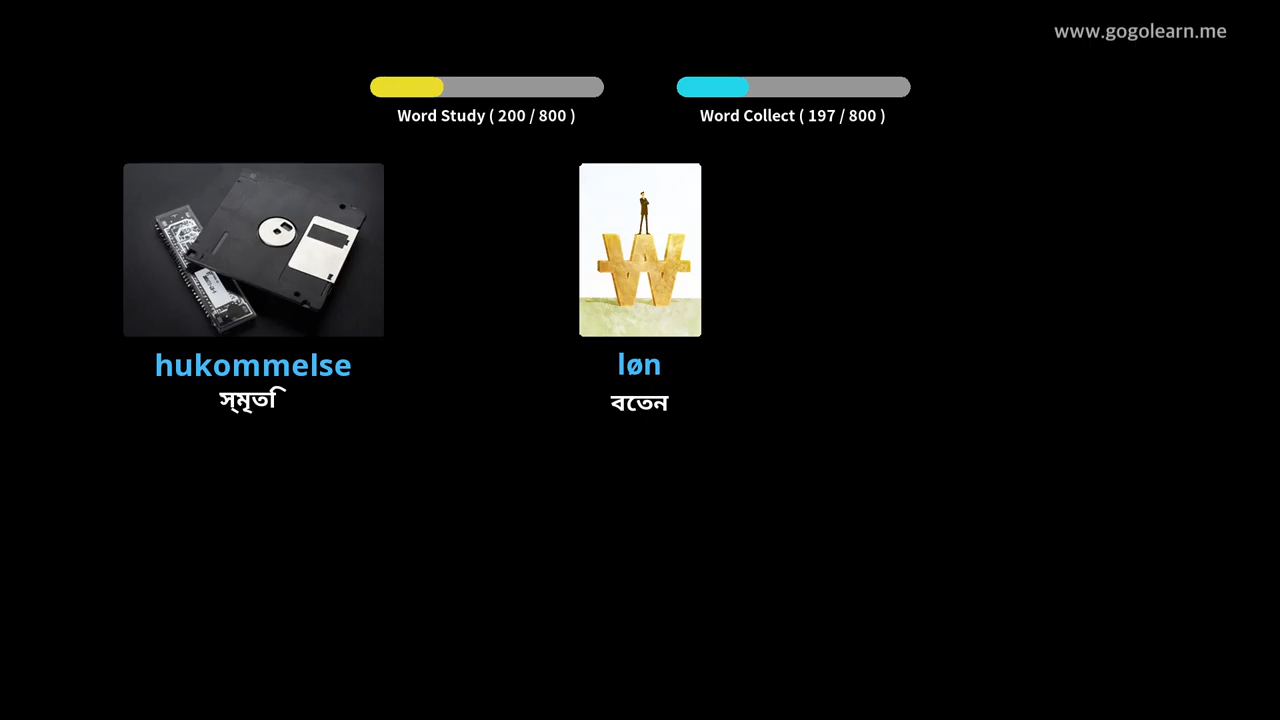 www.gogolearn.me
Word Study ( 200 / 800 )
Word Collect ( 197 / 800 )
hukommelse
স্মৃতি
løn
বেতন